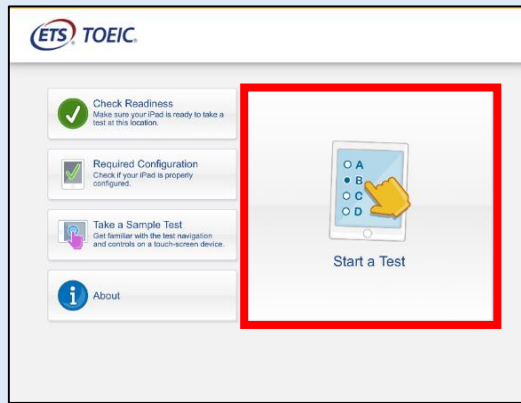 ETS TOEIC.
Check Readiness
Make sure your iPad is ready to take a
test at this location.
Required Configuration
Check if your iPad is properly
configured.
Take a Sample Test
Get familiar with the test navigation
and controls on a touch-screen device.
i About
A
B
C
D
Start a Test